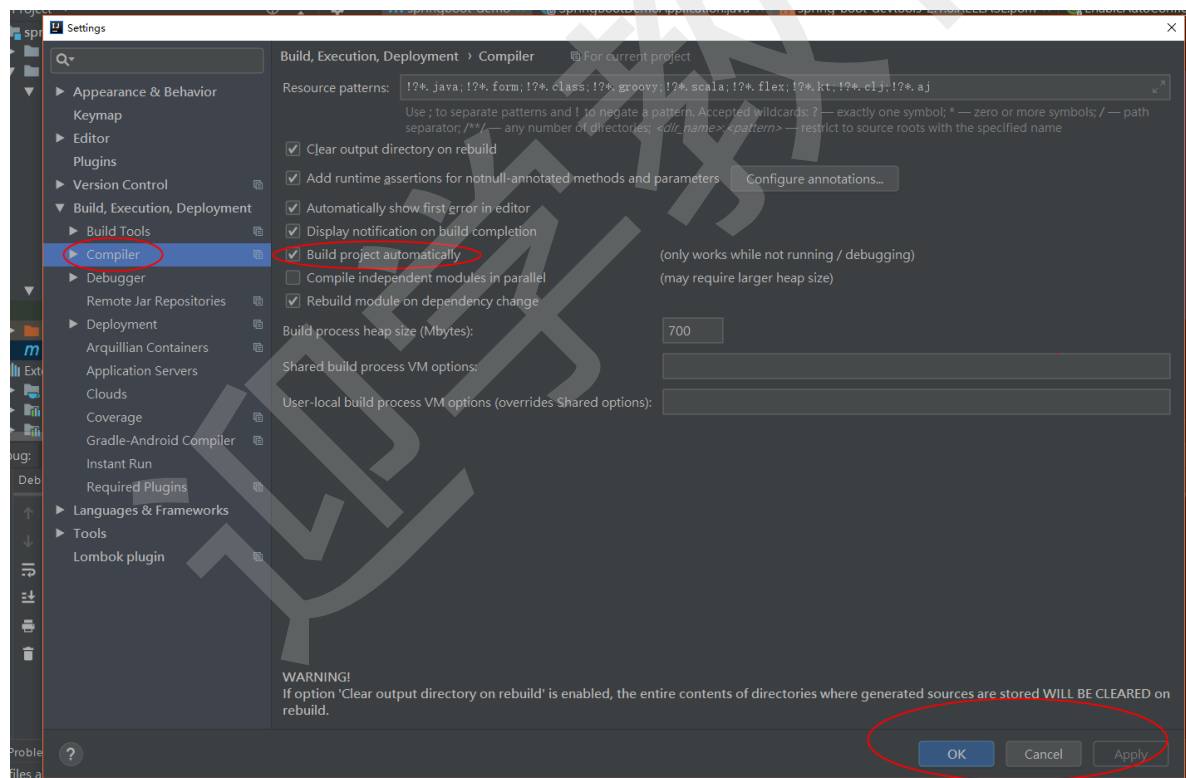 Settings
Build, Execution, Deployment › Compiler For current project
Appearance & Behavior
Keymap
Editor
Plugins
Version Control
Build, Execution, Deployment
Build Tools
Compiler
Debugger
Remote Jar Repositories
Deployment
Arquillian Containers
Application Servers
Clouds
Coverage
Gradle-Android Compiler
Instant Run
Required Plugins
Languages & Frameworks
Tools
Lombok plugin
Resource patterns: !?*.java;!?*.form;!?*.class;!?*.groovy;!?*.scala;!?*.flex;!?*.kt;!?*.clj;!?*.aj
Use ; to separate patterns and ! to negate a pattern. Accepted wildcards: ? — exactly one symbol; * — zero or more symbols; / — path
separator; /**/ — any number of directories; <dir_name>:<pattern> — restrict to source roots with the specified name
Clear output directory on rebuild
Add runtime assertions for notnull-annotated methods and parameters Configure annotations...
Automatically show first error in editor
Display notification on build completion
Build project automatically (only works while not running / debugging)
Compile independent modules in parallel (may require larger heap size)
Rebuild module on dependency change
Build process heap size (Mbytes): 700
Shared build process VM options:
User-local build process VM options (overrides Shared options):
WARNING!
If option 'Clear output directory on rebuild' is enabled, the entire contents of directories where generated sources are stored WILL BE CLEARED on
rebuild.
? OK Cancel Apply